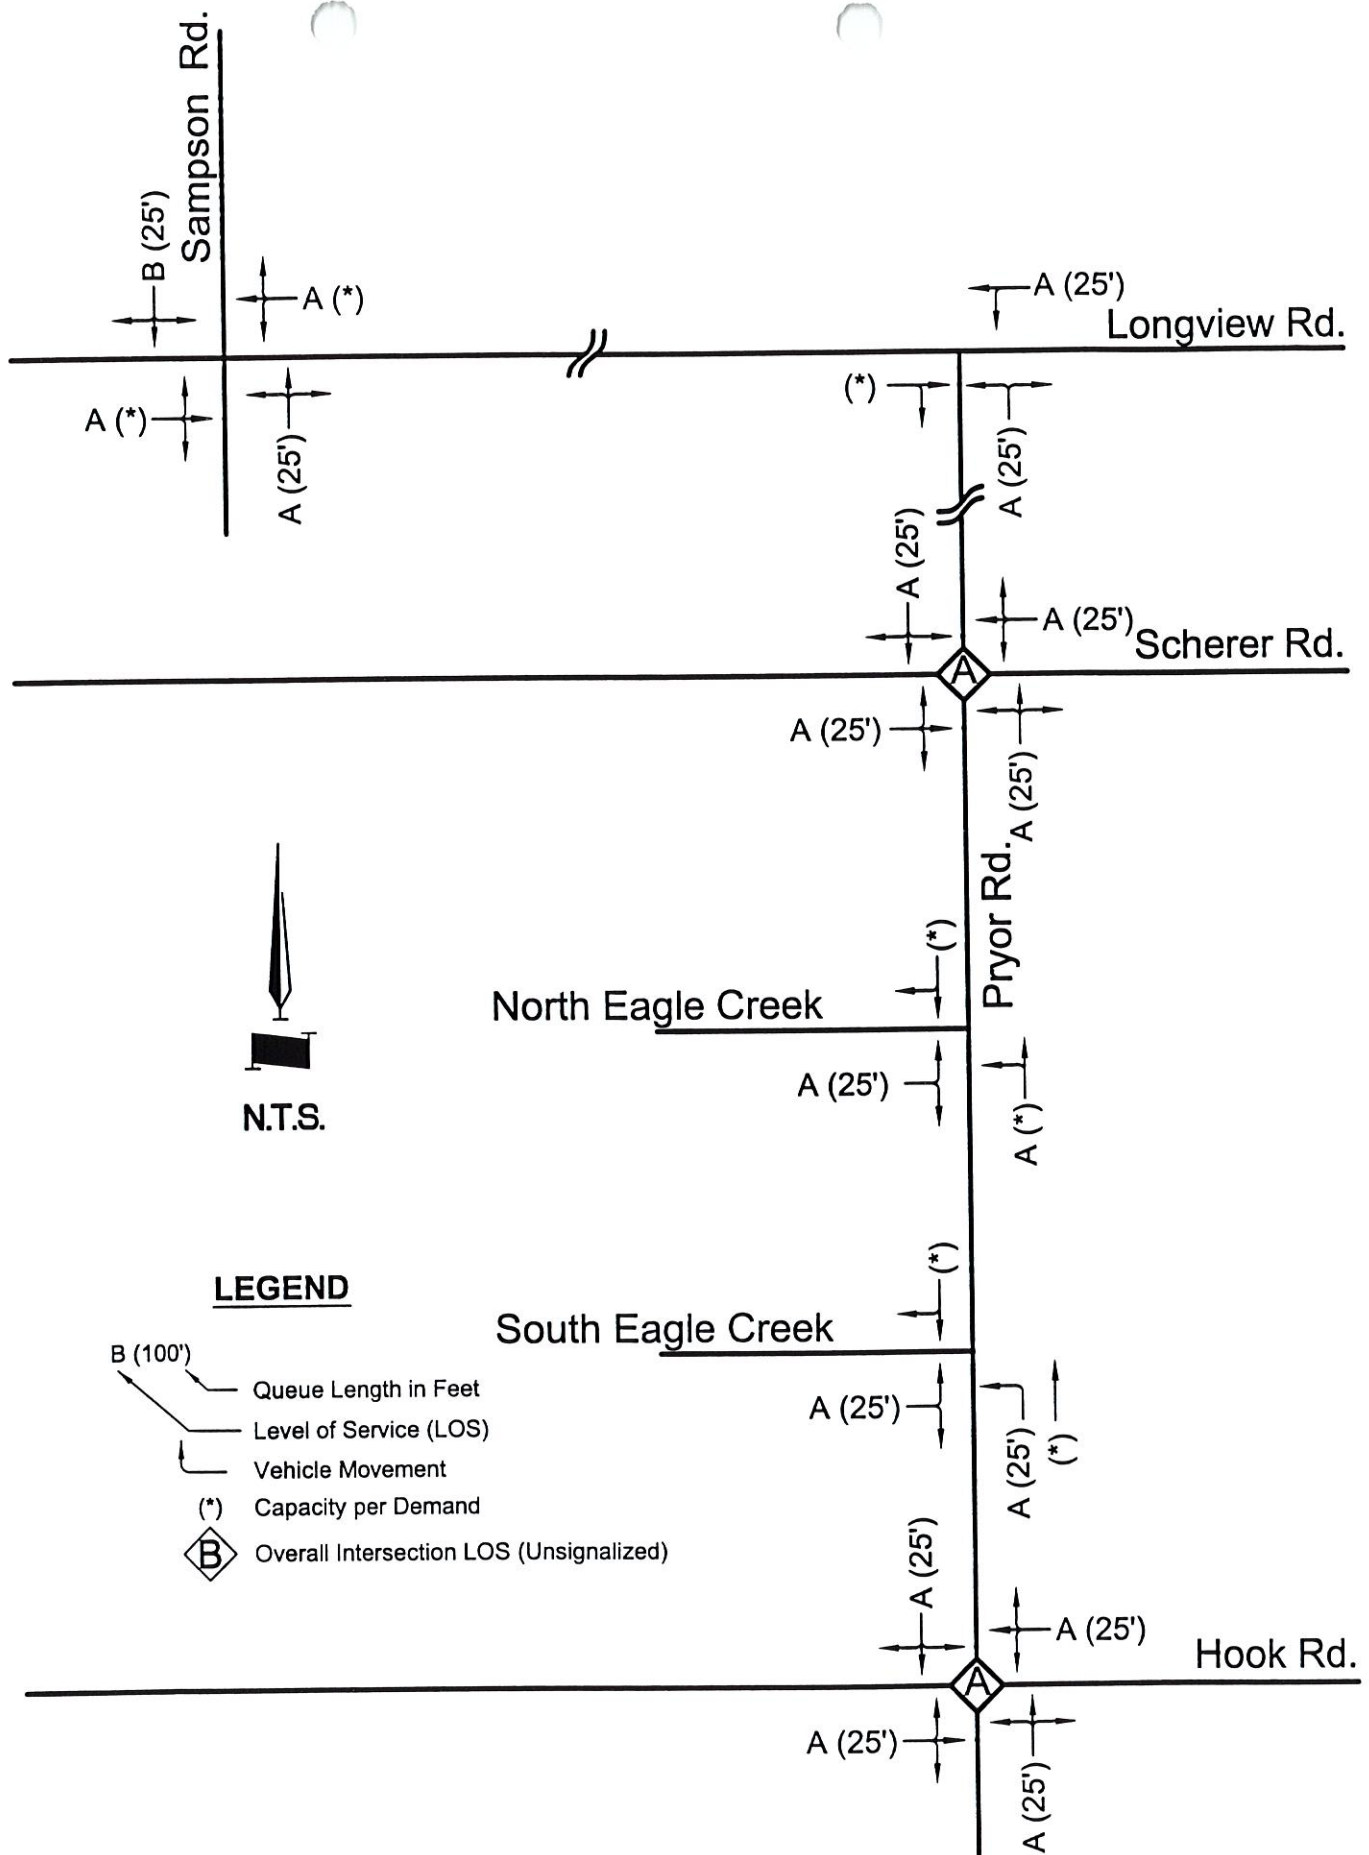 Sampson Rd.
B (25')
A (*)
A (*)
A (25')
A (25')
Longview Rd.
(*)
A (25')
A (25')
A (25')
Scherer Rd.
A
A (25')
A (25')
Pryor Rd.
(*)
North Eagle Creek
A (25')
A (*)
N.T.S.
(*)
South Eagle Creek
A (25')
A (25')
(*)
LEGEND
B (100')
Queue Length in Feet
Level of Service (LOS)
Vehicle Movement
(*) Capacity per Demand
B Overall Intersection LOS (Unsignalized)
A (25')
A (25')
Hook Rd.
A
A (25')
A (25')